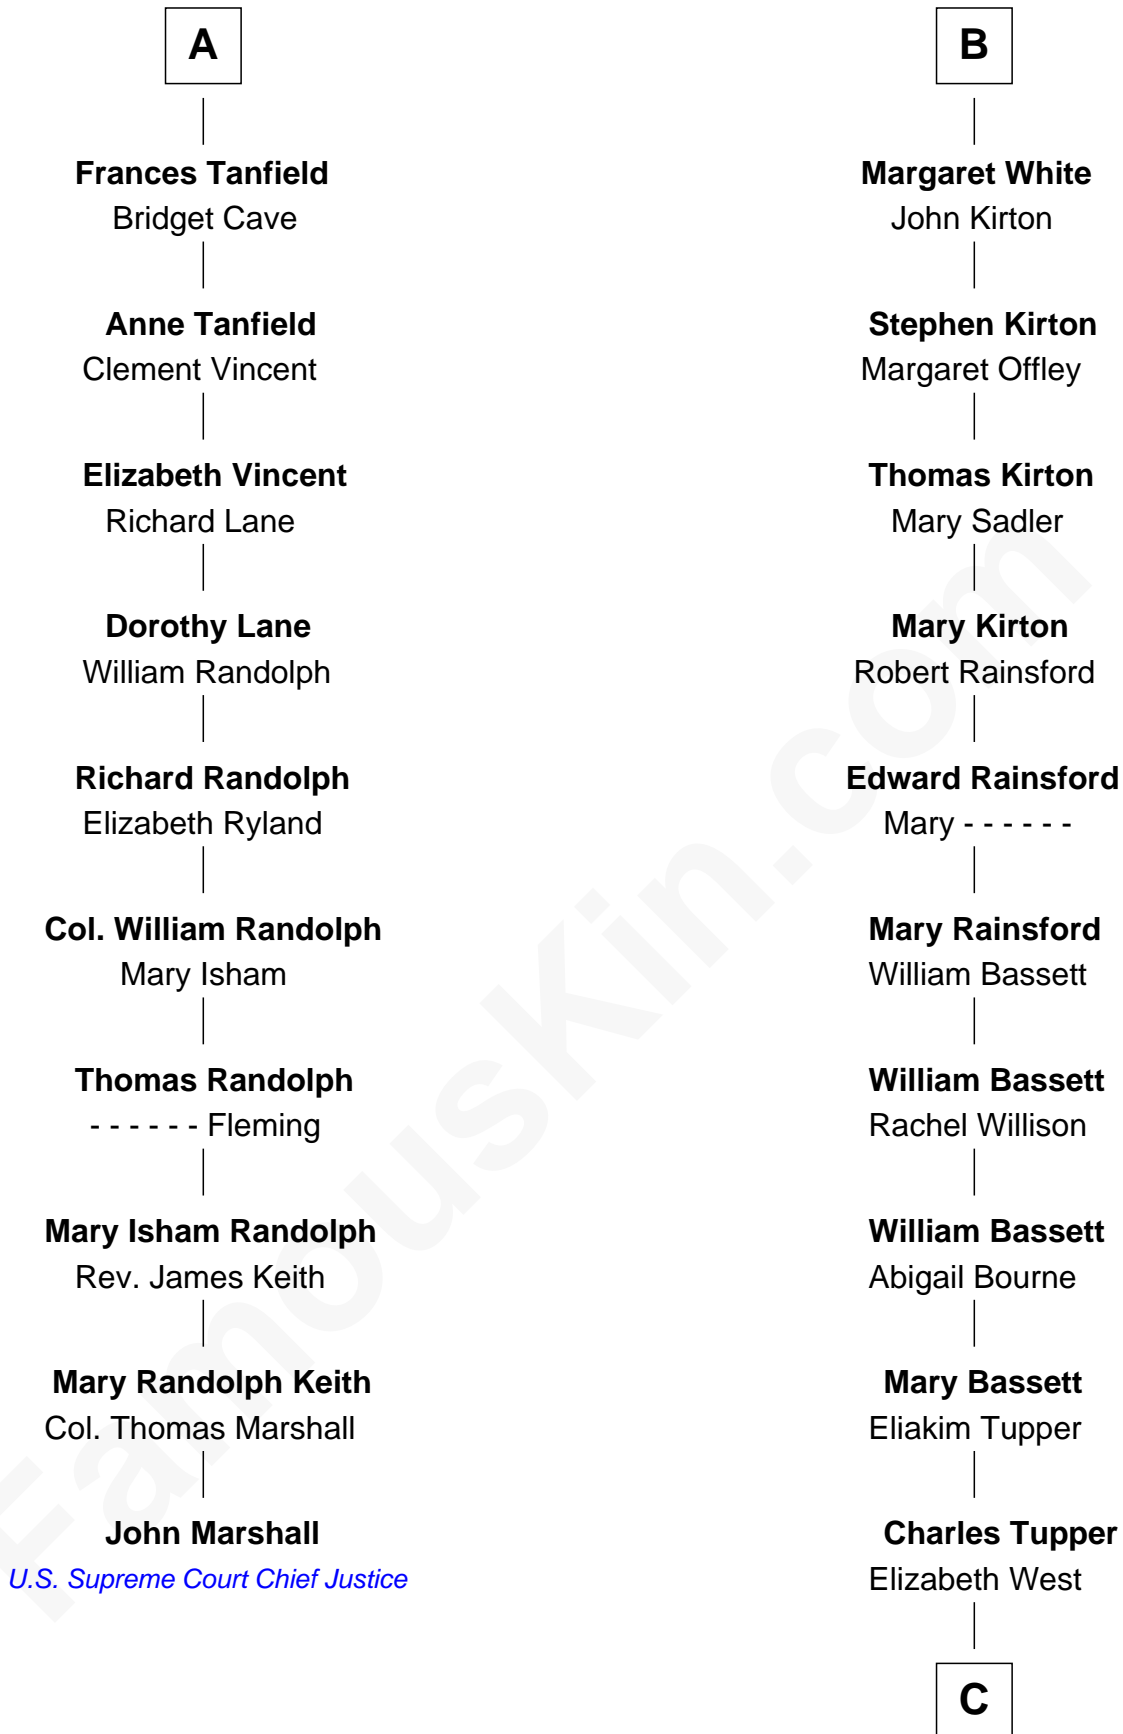 A
Frances Tanfield
Bridget Cave
Anne Tanfield
Clement Vincent
Elizabeth Vincent
Richard Lane
Dorothy Lane
William Randolph
Richard Randolph
Elizabeth Ryland
Col. William Randolph
Mary Isham
Thomas Randolph
- - - - - - Fleming
Mary Isham Randolph
Rev. James Keith
Mary Randolph Keith
Col. Thomas Marshall
John Marshall
U.S. Supreme Court Chief Justice
B
Margaret White
John Kirton
Stephen Kirton
Margaret Offley
Thomas Kirton
Mary Sadler
Mary Kirton
Robert Rainsford
Edward Rainsford
Mary - - - - - -
Mary Rainsford
William Bassett
William Bassett
Rachel Willison
William Bassett
Abigail Bourne
Mary Bassett
Eliakim Tupper
Charles Tupper
Elizabeth West
C
FamousKin.com